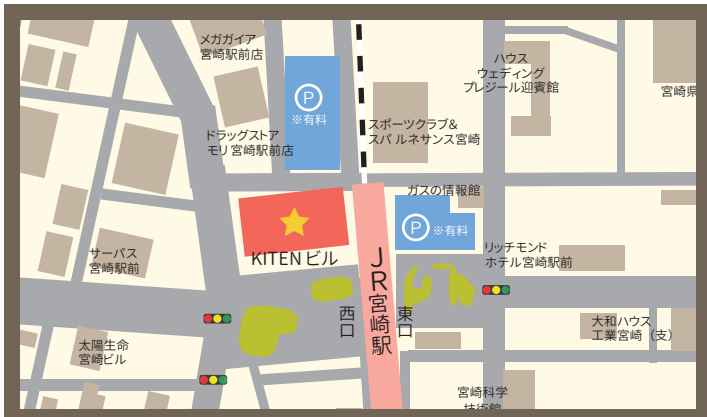 メガガイア
宮崎駅前店
P
※有料
ハウス
ウェディング
プレジール迎賓館
宮崎県
スポーツクラブ&
スパ ルネサンス宮崎
ドラッグストア
モリ宮崎駅前店
ガスの情報館
P ※有料
KITENビル
JR宮崎駅
西口
東口
サーパス
宮崎駅前
リッチモンド
ホテル宮崎駅前
大和ハウス
工業宮崎（支）
太陽生命
宮崎ビル
宮崎科学
技術館